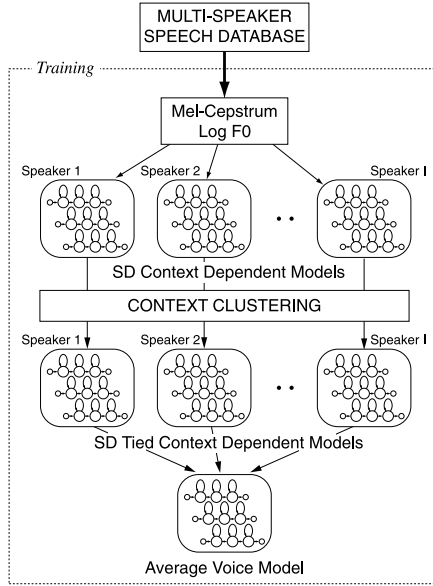 MULTI-SPEAKER
SPEECH DATABASE
Training
Mel-Cepstrum
Log F0
Speaker 1
Speaker 2
Speaker I
SD Context Dependent Models
CONTEXT CLUSTERING
Speaker 1
Speaker 2
Speaker I
SD Tied Context Dependent Models
Average Voice Model